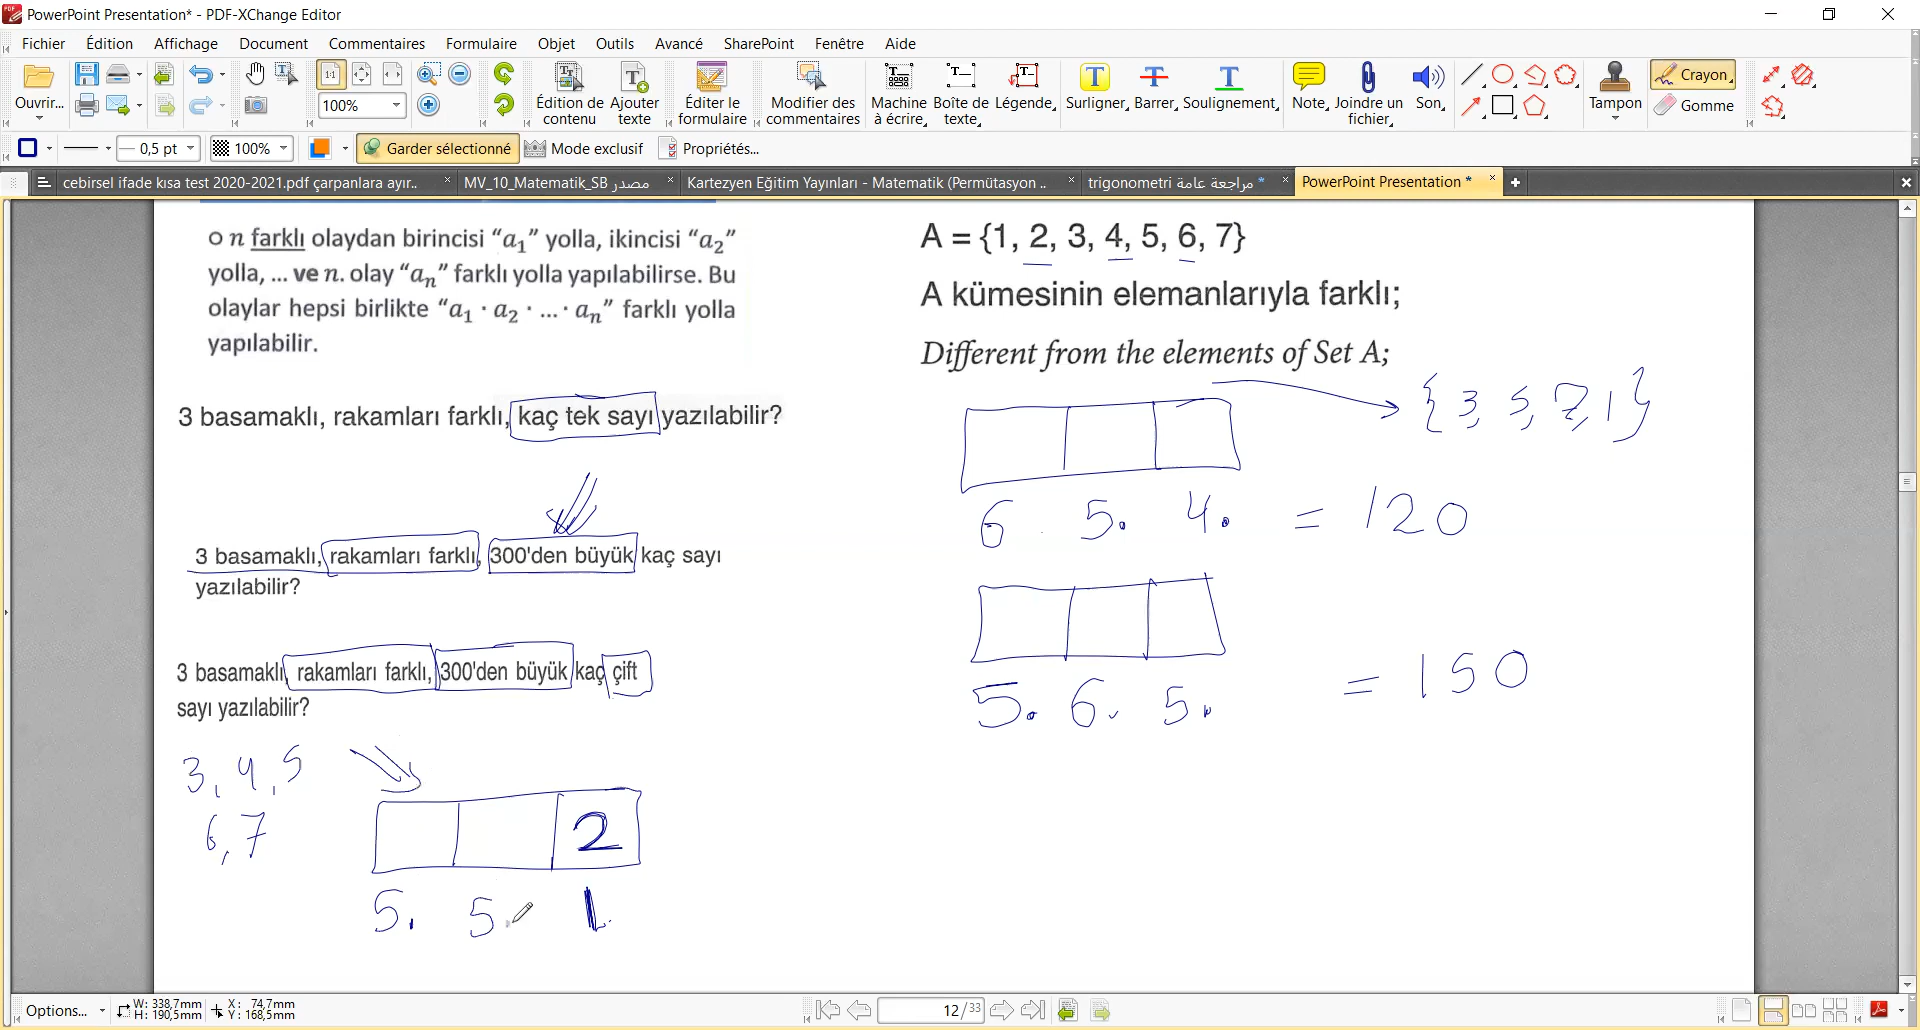 PowerPoint Presentation* - PDF-XChange Editor
Fichier Édition Affichage Document Commentaires Formulaire Objet Outils Avancé SharePoint Fenêtre Aide
Ouvrir... 100% Édition de contenu Ajouter texte Éditer le formulaire Modifier des commentaires Machine à écrire Boîte de texte Légende Surligner Barrer Soulignement Note Joindre un fichier Son Tampon Crayon Gomme
0,5 pt 100% Garder sélectionné Mode exclusif Propriétés...
cebirsel ifade kısa test 2020-2021.pdf çarpanlara ayır.. MV_10_Matematik_SB مصدر Kartezyen Eğitim Yayınları - Matematik (Permütasyon .. trigonometri مراجعة عامة * PowerPoint Presentation *
n farklı olaydan birincisi “a₁” yolla, ikincisi “a₂”
yolla, ... ve n. olay “aₙ” farklı yolla yapılabilirse. Bu
olaylar hepsi birlikte “a₁ · a₂ · ... · aₙ” farklı yolla
yapılabilir.
3 basamaklı, rakamları farklı, kaç tek sayı yazılabilir?
3 basamaklı, rakamları farklı, 300'den büyük kaç sayı
yazılabilir?
3 basamaklı, rakamları farklı, 300'den büyük kaç çift
sayı yazılabilir?
3, 4, 5
6, 7
2
5. 5. 1.
A = {1, 2, 3, 4, 5, 6, 7}
A kümesinin elemanlarıyla farklı;
Different from the elements of Set A;
{3, 5, 7, 1}
6 . 5. 4. = 120
5. 6. 5. = 150
Options... W: 338,7mm H: 190,5mm X: 74,7mm Y: 168,5mm 12/33